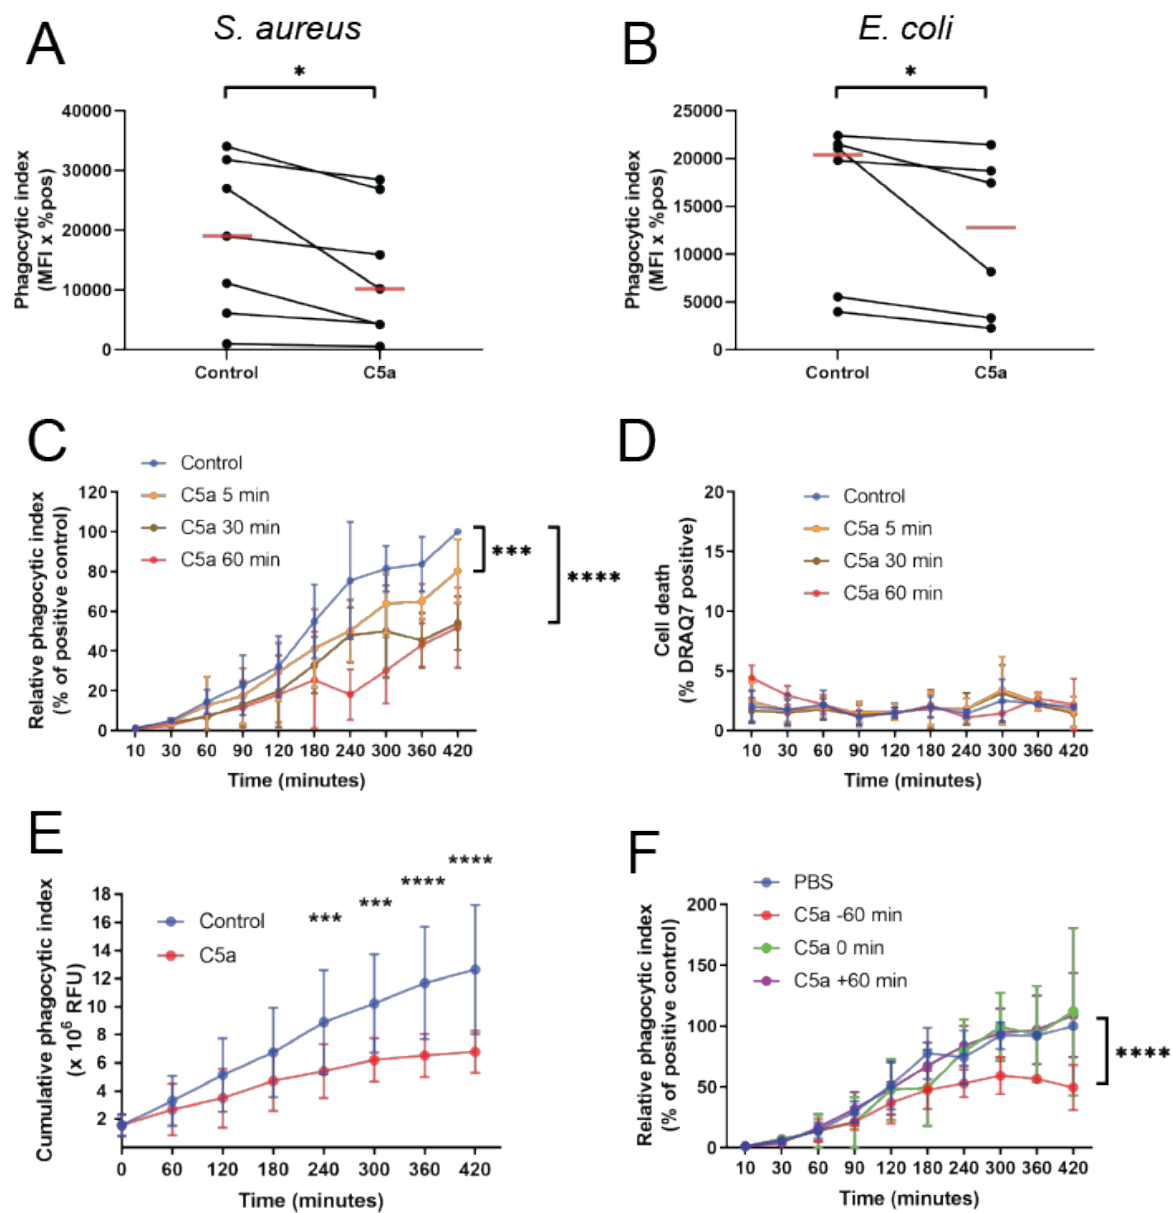 A
S. aureus
*
Phagocytic index
(MFI x %pos)
40000
30000
20000
10000
0
Control
C5a
B
E. coli
*
Phagocytic index
(MFI x %pos)
25000
20000
15000
10000
5000
0
Control
C5a
C
Control
C5a 5 min
C5a 30 min
C5a 60 min
Relative phagocytic index
(% of positive control)
120
100
80
60
40
20
0
***
****
10 30 60 90 120 180 240 300 360 420
Time (minutes)
D
Control
C5a 5 min
C5a 30 min
C5a 60 min
Cell death
(% DRAQ7 positive)
20
15
10
5
0
10 30 60 90 120 180 240 300 360 420
Time (minutes)
E
Control
C5a
Cumulative phagocytic index
(x 10⁶ RFU)
18
16
14
12
10
8
6
4
2
*** *** **** ****
0 60 120 180 240 300 360 420
Time (minutes)
F
PBS
C5a -60 min
C5a 0 min
C5a +60 min
Relative phagocytic index
(% of positive control)
200
150
100
50
0
****
10 30 60 90 120 180 240 300 360 420
Time (minutes)